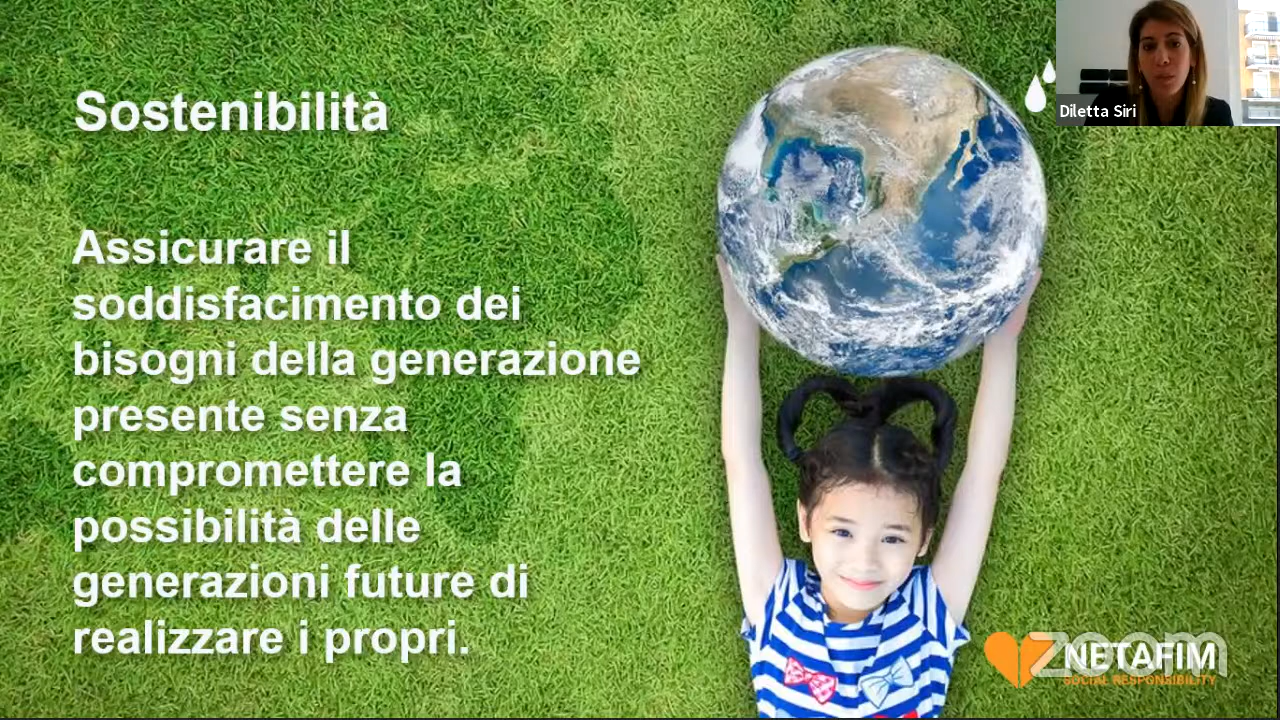 Sostenibilità
Diletta Siri
Assicurare il
soddisfacimento dei
bisogni della generazione
presente senza
compromettere la
possibilità delle
generazioni future di
realizzare i propri.
zoom
NETAFIM
SOCIAL RESPONSIBILITY